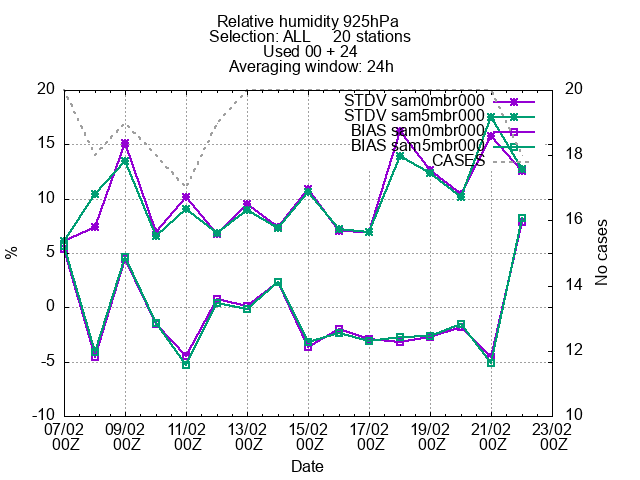 Relative humidity 925hPa
Selection: ALL 20 stations
Used 00 + 24
Averaging window: 24h
STDV sam0mbr000
STDV sam5mbr000
BIAS sam0mbr000
BIAS sam5mbr000
CASES
20
15
10
5
0
-5
-10
%
20
18
16
14
12
10
No cases
07/02 09/02 11/02 13/02 15/02 17/02 19/02 21/02 23/02
00Z 00Z 00Z 00Z 00Z 00Z 00Z 00Z 00Z
Date